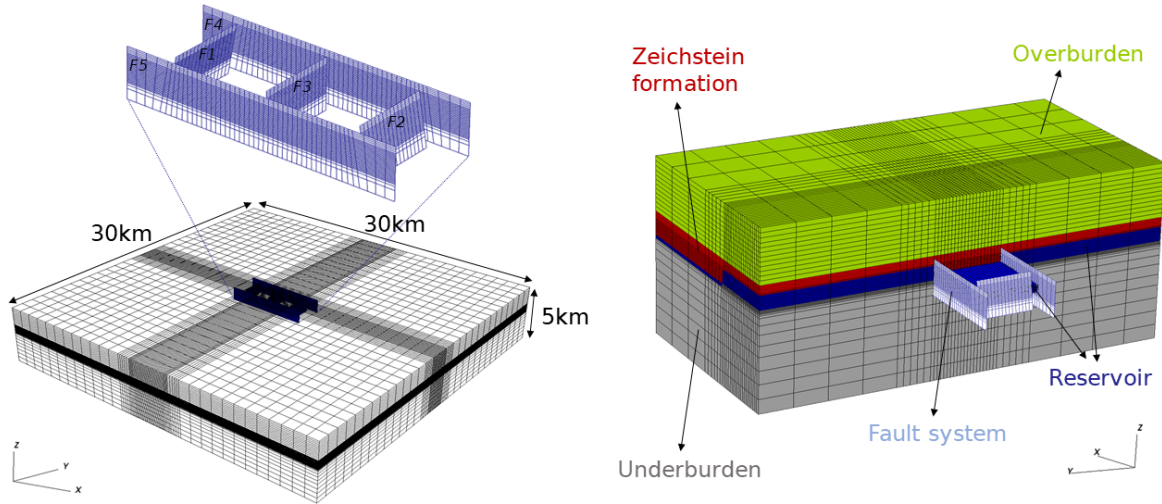 F4
F1
F5
F3
F2
30km
30km
5km
Z
Y
X
Zeichstein
formation
Overburden
Reservoir
Fault system
Underburden
Z
X
Y